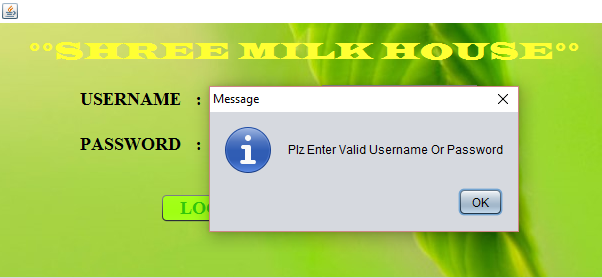 °°SHREE MILK HOUSE°°
USERNAME :
Message
PASSWORD :
Plz Enter Valid Username Or Password
OK